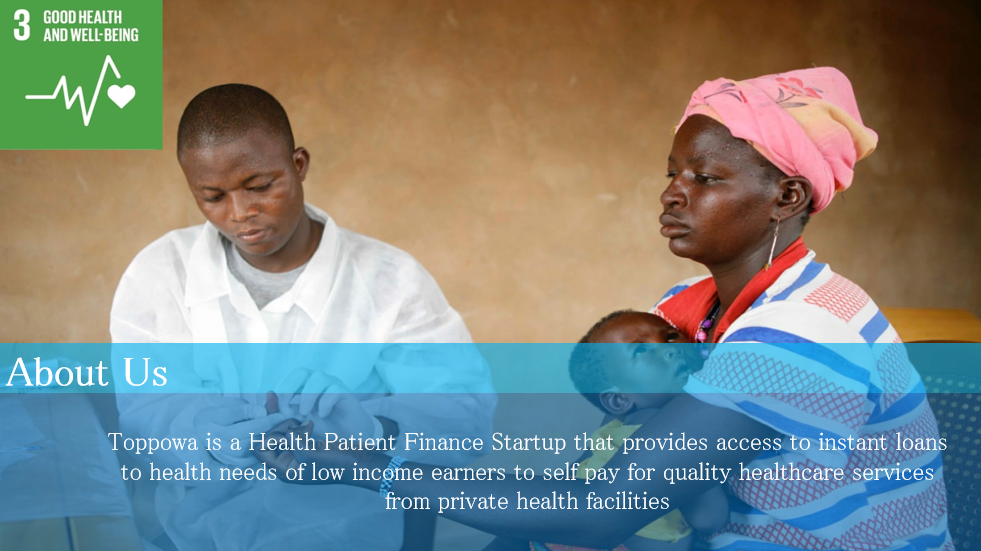 3 GOOD HEALTH
AND WELL-BEING
About Us
Toppowa is a Health Patient Finance Startup that provides access to instant loans
to health needs of low income earners to self pay for quality healthcare services
from private health facilities